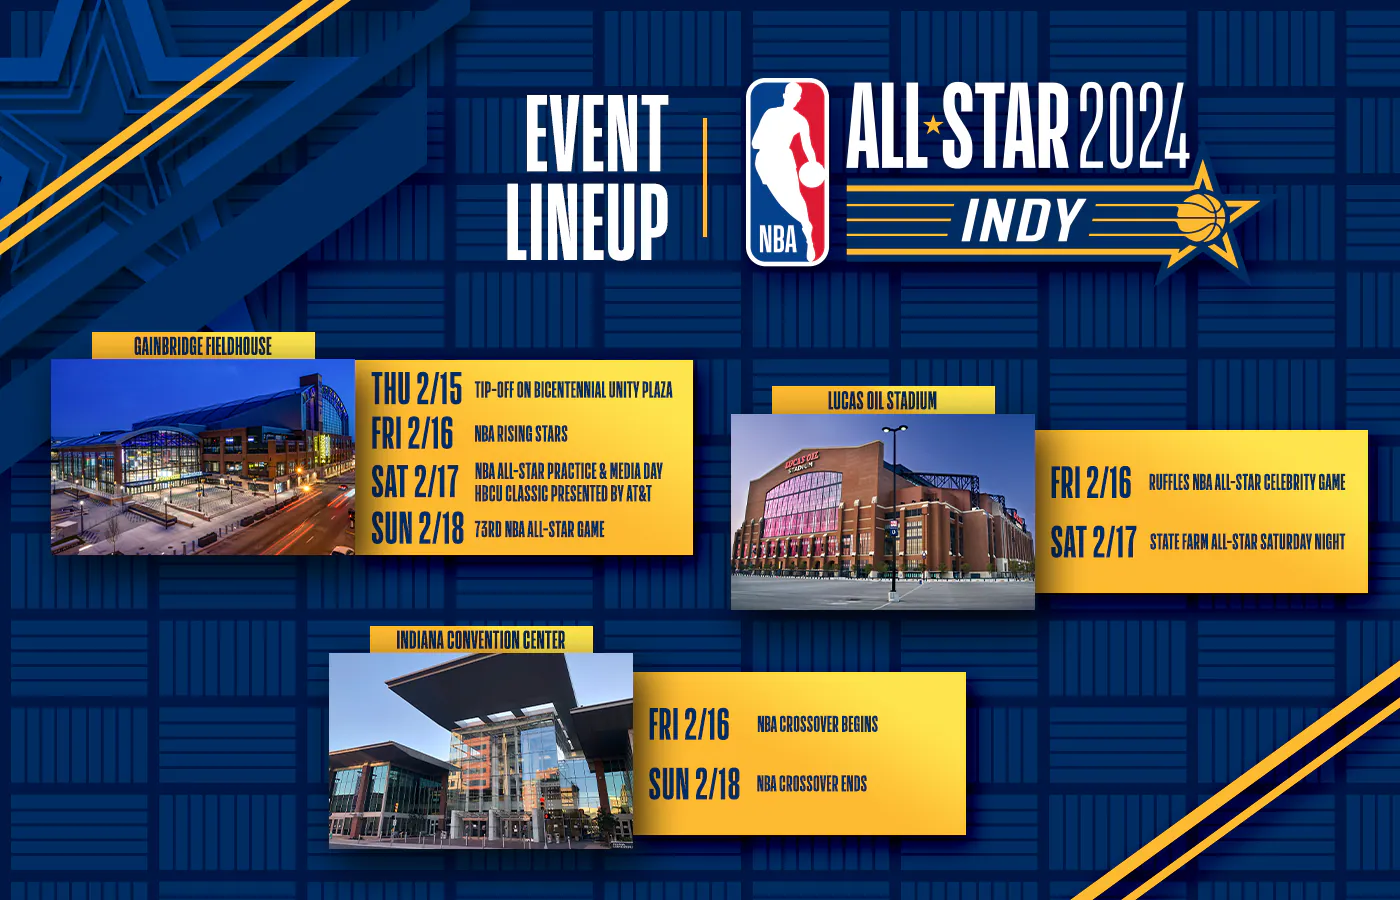 EVENT
LINEUP
NBA
ALL★STAR 2024
INDY
GAINBRIDGE FIELDHOUSE
THU 2/15 TIP-OFF ON BICENTENNIAL UNITY PLAZA
FRI 2/16 NBA RISING STARS
SAT 2/17 NBA ALL-STAR PRACTICE & MEDIA DAY
HBCU CLASSIC PRESENTED BY AT&T
SUN 2/18 73RD NBA ALL-STAR GAME
LUCAS OIL STADIUM
LUCAS OIL
STADIUM
FRI 2/16 RUFFLES NBA ALL-STAR CELEBRITY GAME
SAT 2/17 STATE FARM ALL-STAR SATURDAY NIGHT
INDIANA CONVENTION CENTER
FRI 2/16 NBA CROSSOVER BEGINS
SUN 2/18 NBA CROSSOVER ENDS